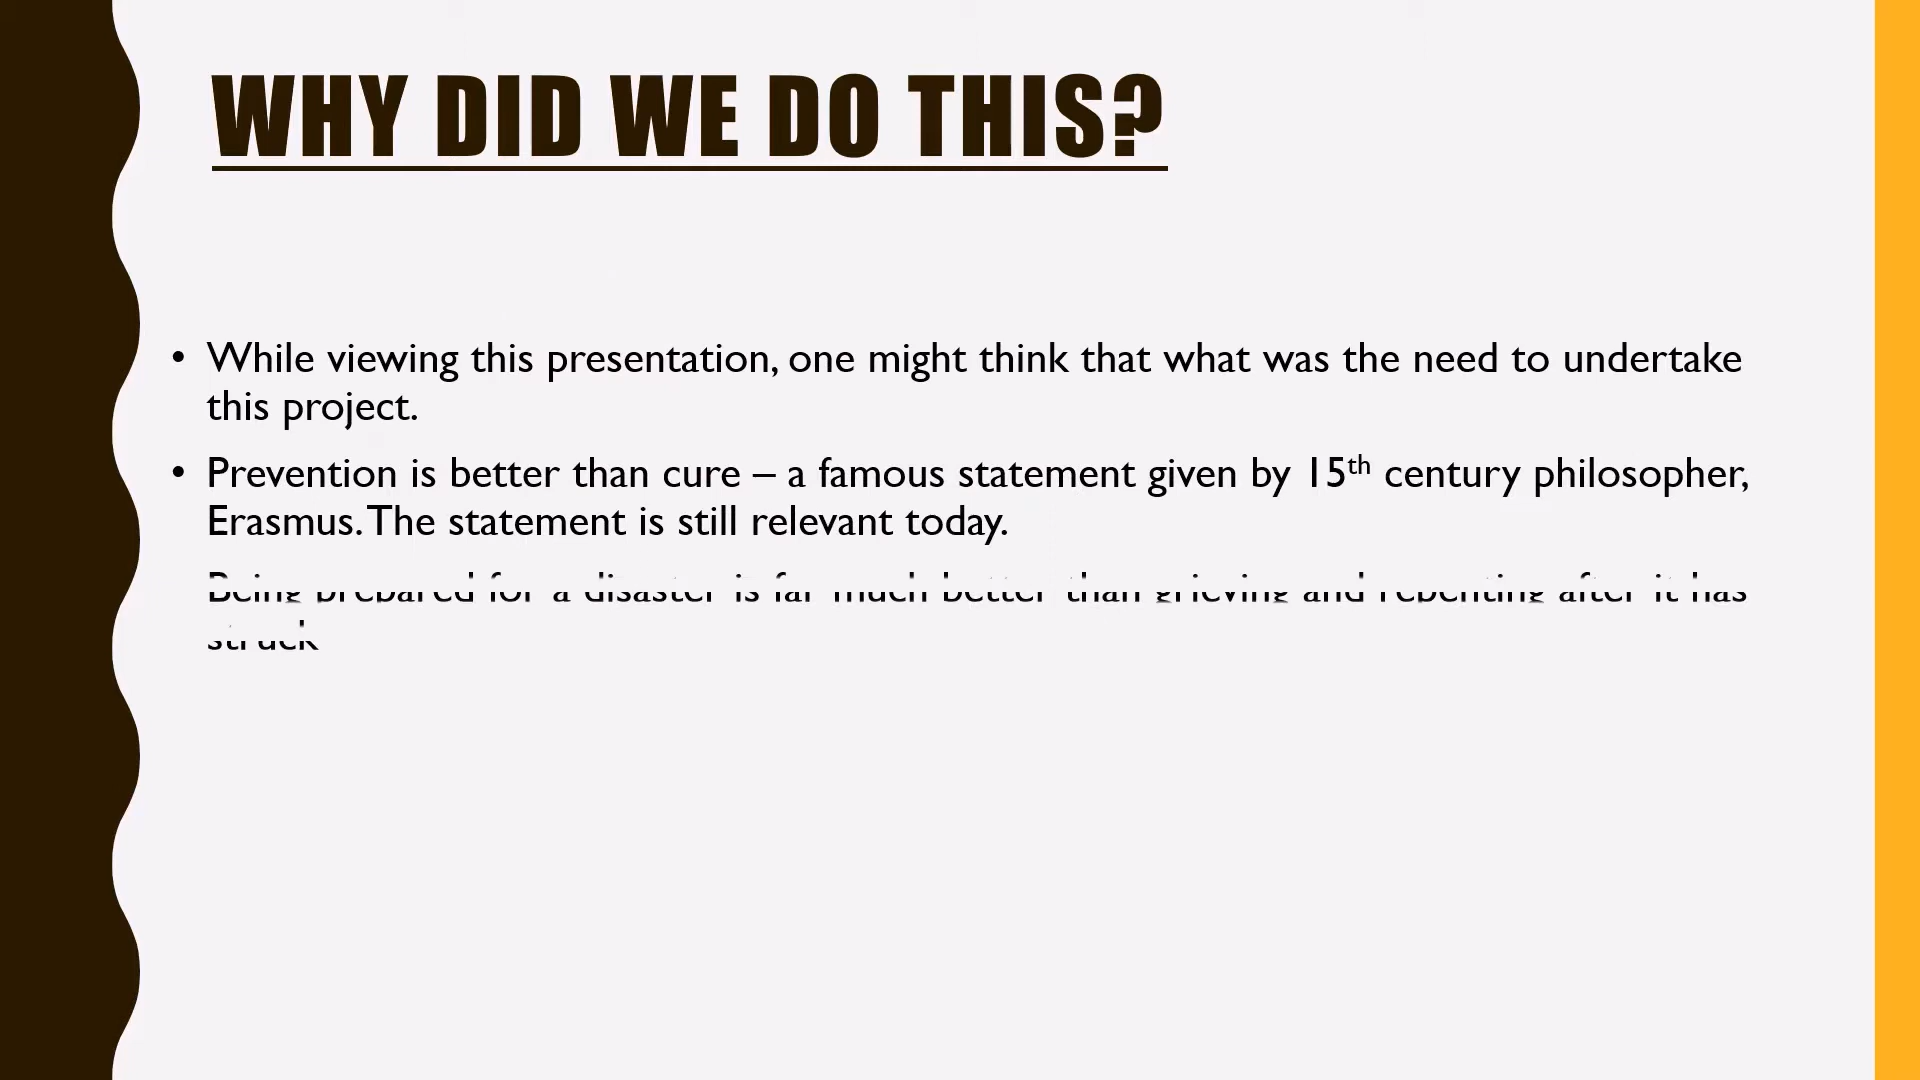 WHY DID WE DO THIS?
• While viewing this presentation, one might think that what was the need to undertake
this project.
• Prevention is better than cure – a famous statement given by 15th century philosopher,
Erasmus. The statement is still relevant today.
Being prepared for a disaster is far much better than grieving and repenting after it has
struck